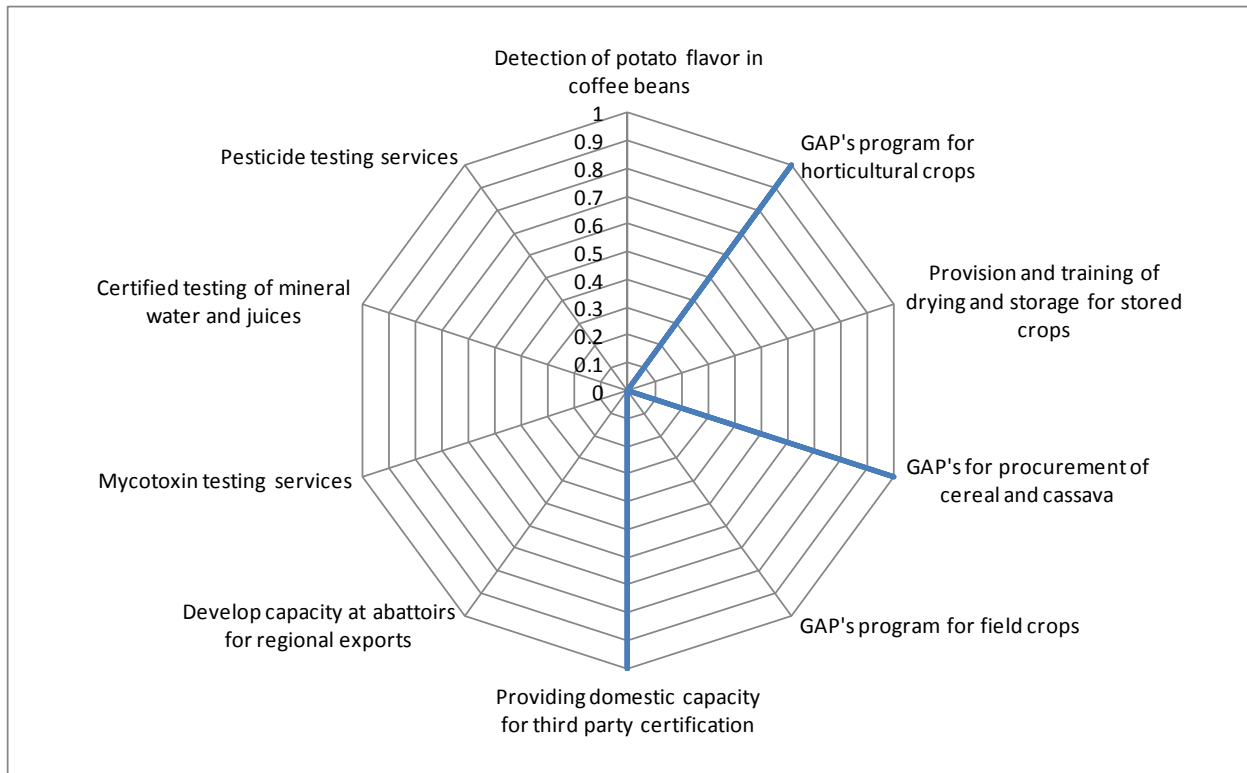 Detection of potato flavor in
coffee beans
GAP's program for
horticultural crops
Provision and training of
drying and storage for stored
crops
GAP's for procurement of
cereal and cassava
GAP's program for field crops
Providing domestic capacity
for third party certification
Develop capacity at abattoirs
for regional exports
Mycotoxin testing services
Certified testing of mineral
water and juices
Pesticide testing services
1
0.9
0.8
0.7
0.6
0.5
0.4
0.3
0.2
0.1
0